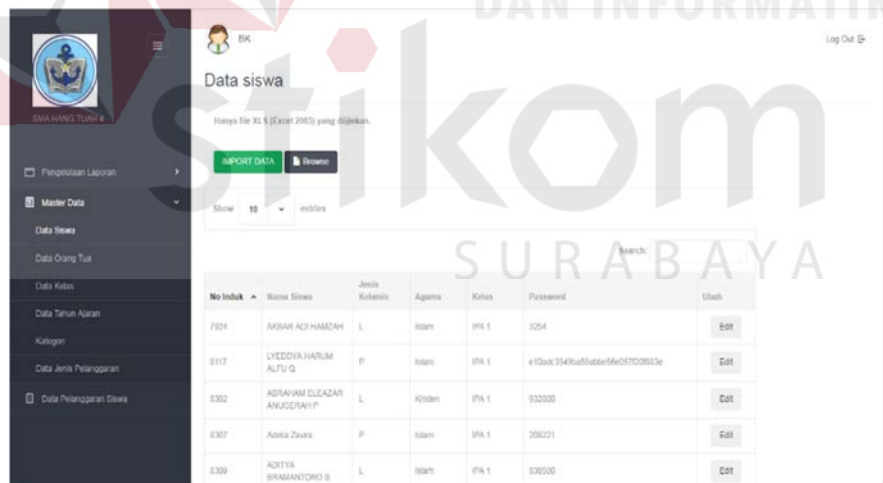 DAN INFORMATIK
BK
Log Out
Data siswa
SMA HANG TUAH 4
Hanya file XLS (Excel 2003) yang diijinkan.
IMPORT DATA Browse
Pengelolaan Laporan
Master Data
Data Siswa
Data Orang Tua
Data Kelas
Data Tahun Ajaran
Kategori
Data Jenis Pelanggaran
Data Pelanggaran Siswa
Show 10 entries
Search:
stikom
SURABAYA
No Induk Nama Siswa Jenis Kelamin Agama Kelas Password Ubah
7924 AKBAR ADI HAMZAH L Islam IPA 1 3254 Edit
8117 LYEDDYA HARUM ALFU Q P Islam IPA 1 Edit
8302 ABRAHAM ELEAZAR ANUGERAH P L Kristen IPA 1 932000 Edit
8307 Adelia Zavira P Islam IPA 1 206221 Edit
8309 ADITYA BRAMANTORO S L Islam IPA 1 830500 Edit